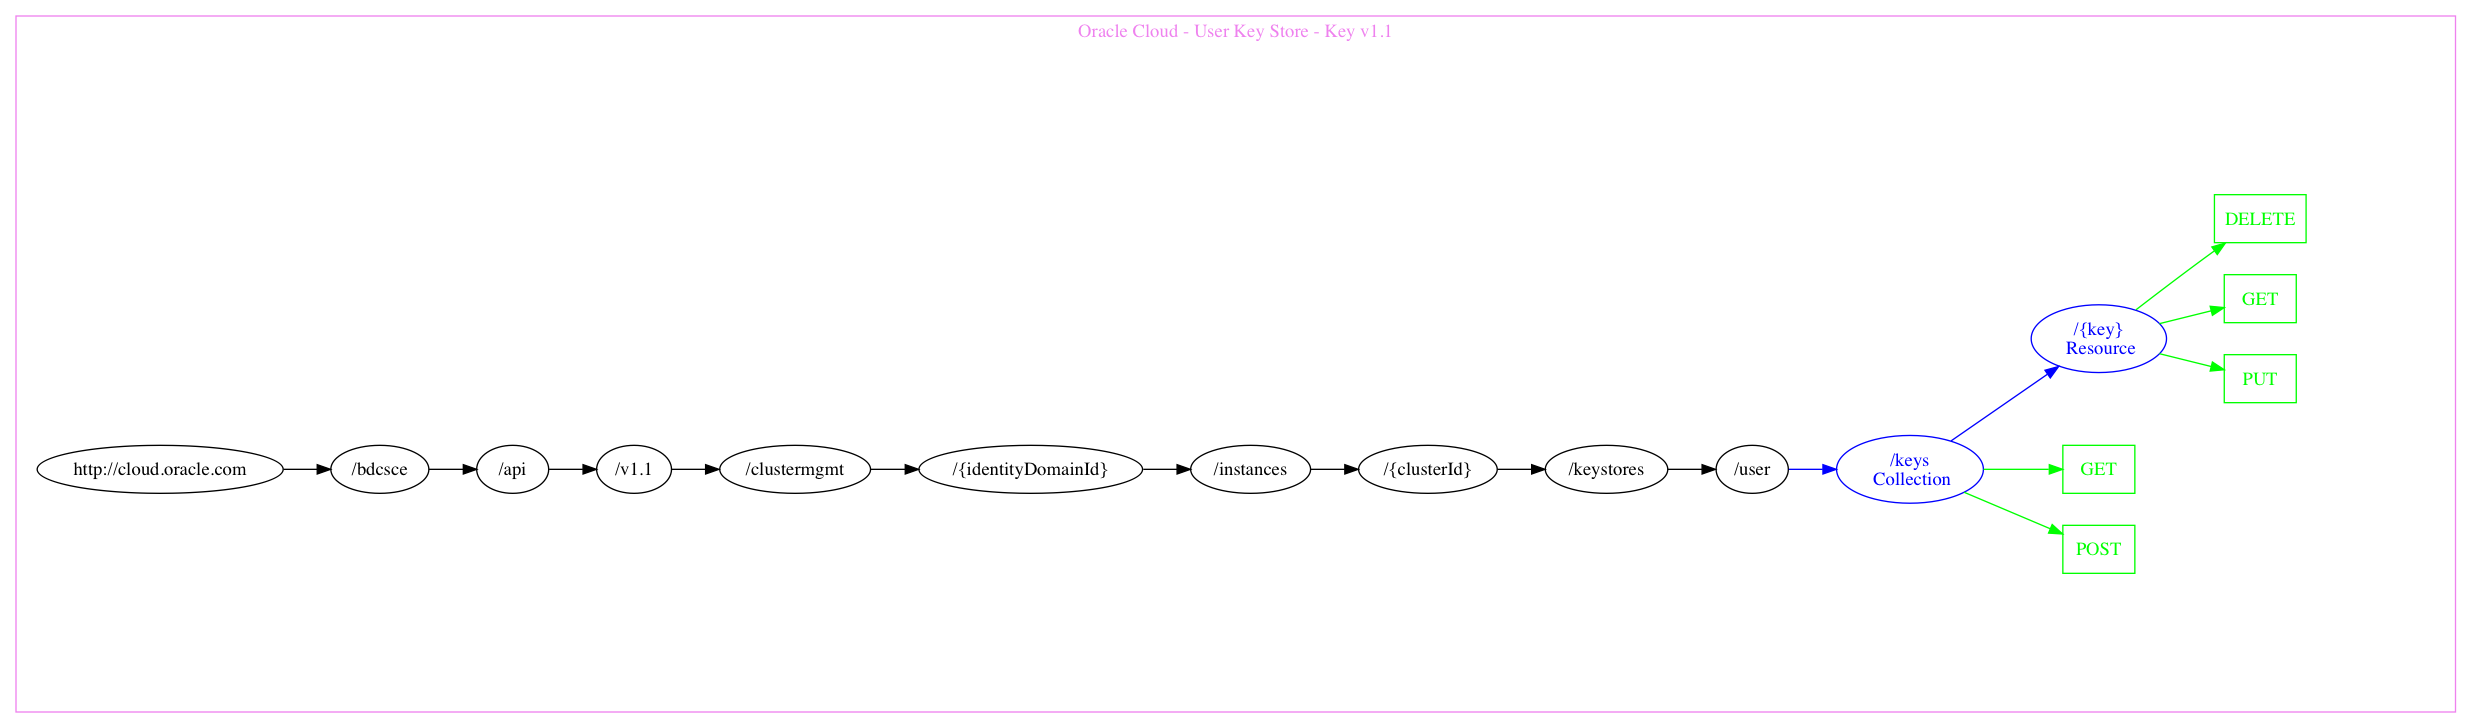 Oracle Cloud - User Key Store - Key v1.1
http://cloud.oracle.com
/bdcsce
/api
/v1.1
/clustermgmt
/{identityDomainId}
/instances
/{clusterId}
/keystores
/user
/keys
Collection
/{key}
Resource
DELETE
GET
PUT
GET
POST